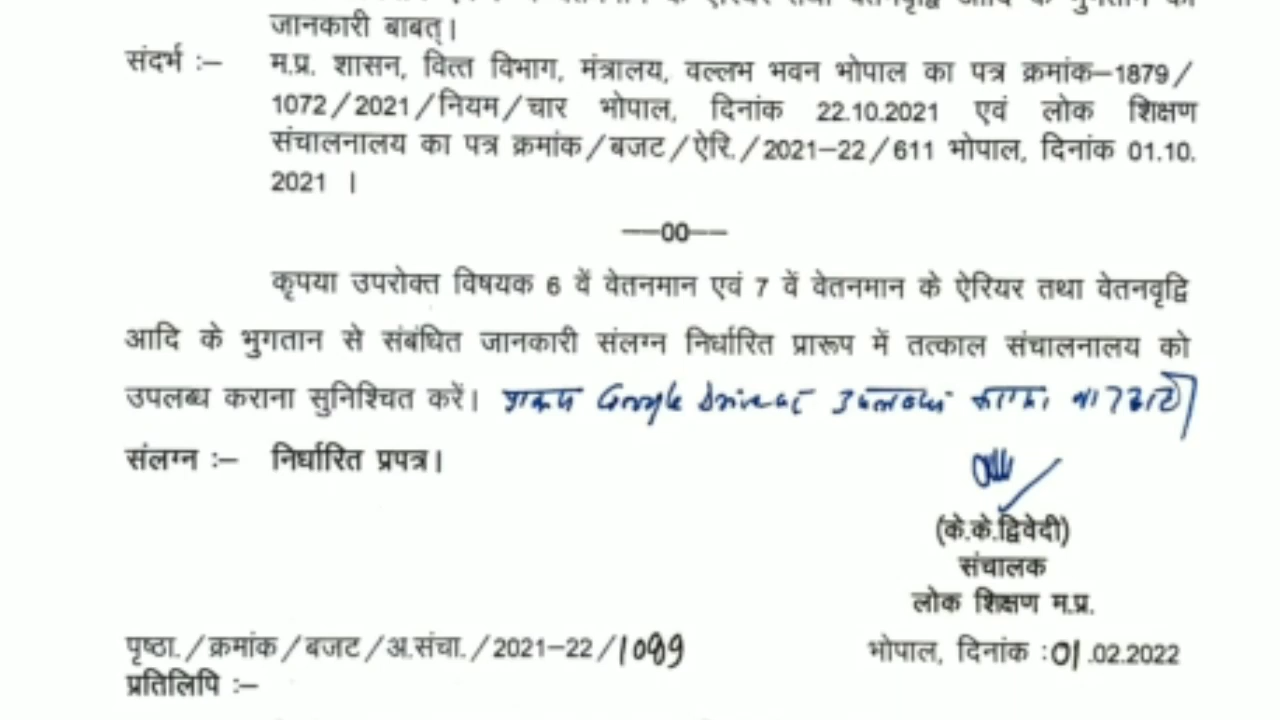 जानकारी बाबत्।
संदर्भ :– म.प्र. शासन, वित्त विभाग, मंत्रालय, वल्लभ भवन भोपाल का पत्र क्रमांक–1879/
1072/2021/नियम/चार भोपाल, दिनांक 22.10.2021 एवं लोक शिक्षण
संचालनालय का पत्र क्रमांक/बजट/ऐरि./2021–22/611 भोपाल, दिनांक 01.10.
2021 ।
—00—
कृपया उपरोक्त विषयक 6 वें वेतनमान एवं 7 वें वेतनमान के ऐरियर तथा वेतनवृद्वि
आदि के भुगतान से संबंधित जानकारी संलग्न निर्धारित प्रारूप में तत्काल संचालनालय को
उपलब्ध कराना सुनिश्चित करें। Google Drive
संलग्न :– निर्धारित प्रपत्र।
(के.के.द्विवेदी)
संचालक
लोक शिक्षण म.प्र.
पृष्ठा./क्रमांक/बजट/अ.संचा./2021–22/1099 भोपाल, दिनांक :01.02.2022
प्रतिलिपि :–